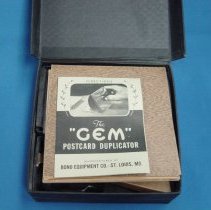 The
"GEM"
POSTCARD DUPLICATOR
BOND EQUIPMENT CO. - ST. LOUIS, MO.